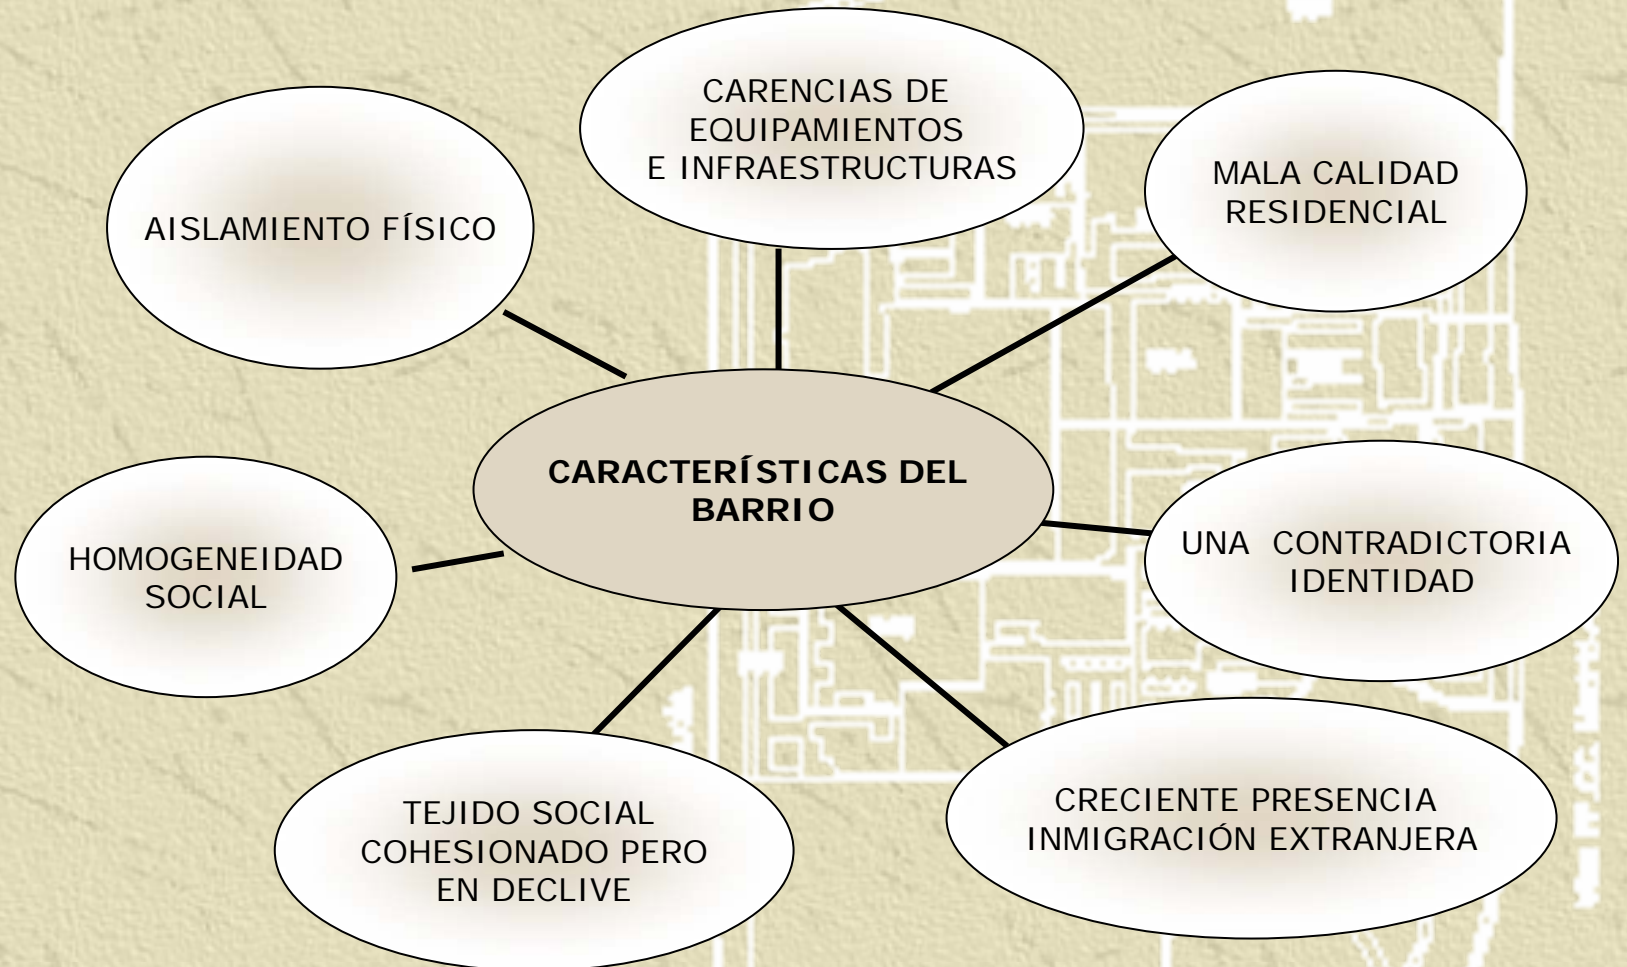 CARENCIAS DE
EQUIPAMIENTOS
E INFRAESTRUCTURAS
MALA CALIDAD
RESIDENCIAL
AISLAMIENTO FÍSICO
CARACTERÍSTICAS DEL
BARRIO
UNA CONTRADICTORIA
IDENTIDAD
HOMOGENEIDAD
SOCIAL
TEJIDO SOCIAL
COHESIONADO PERO
EN DECLIVE
CRECIENTE PRESENCIA
INMIGRACIÓN EXTRANJERA